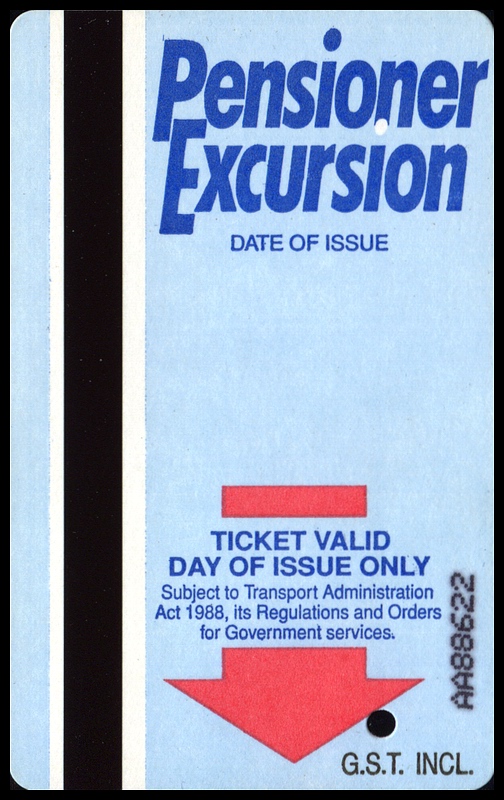 Pensioner
Excursion
DATE OF ISSUE
TICKET VALID
DAY OF ISSUE ONLY
Subject to Transport Administration
Act 1988, its Regulations and Orders
for Government services.
AA88622
G.S.T. INCL.